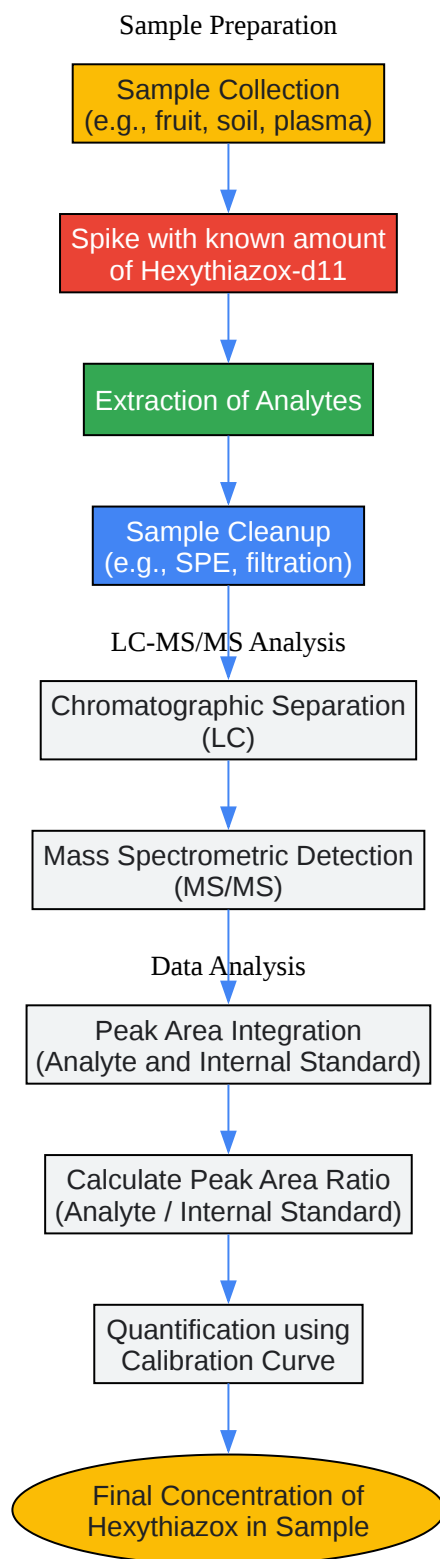 Sample Preparation
Sample Collection
(e.g., fruit, soil, plasma)
Spike with known amount
of Hexythiazox-d11
Extraction of Analytes
Sample Cleanup
(e.g., SPE, filtration)
LC-MS/MS Analysis
Chromatographic Separation
(LC)
Mass Spectrometric Detection
(MS/MS)
Data Analysis
Peak Area Integration
(Analyte and Internal Standard)
Calculate Peak Area Ratio
(Analyte / Internal Standard)
Quantification using
Calibration Curve
Final Concentration of
Hexythiazox in Sample